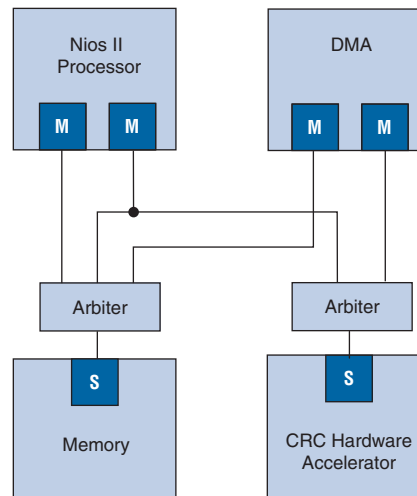 Nios II
Processor
DMA
M
M
M
M
Arbiter
Arbiter
S
S
Memory
CRC Hardware
Accelerator